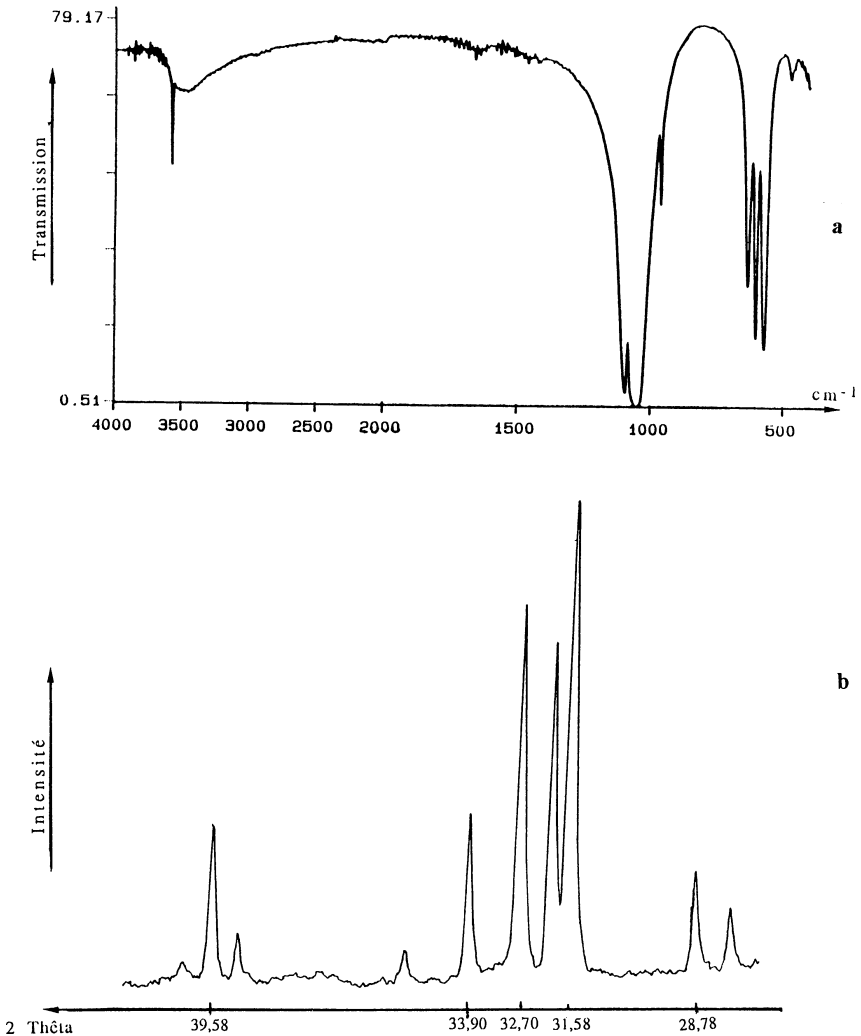 79.17
Transmission
a
0.51
cm-1
4000 3500 3000 2500 2000 1500 1000 500
b
Intensité
2 Thêta
39,58 33,90 32,70 31,58 28,78